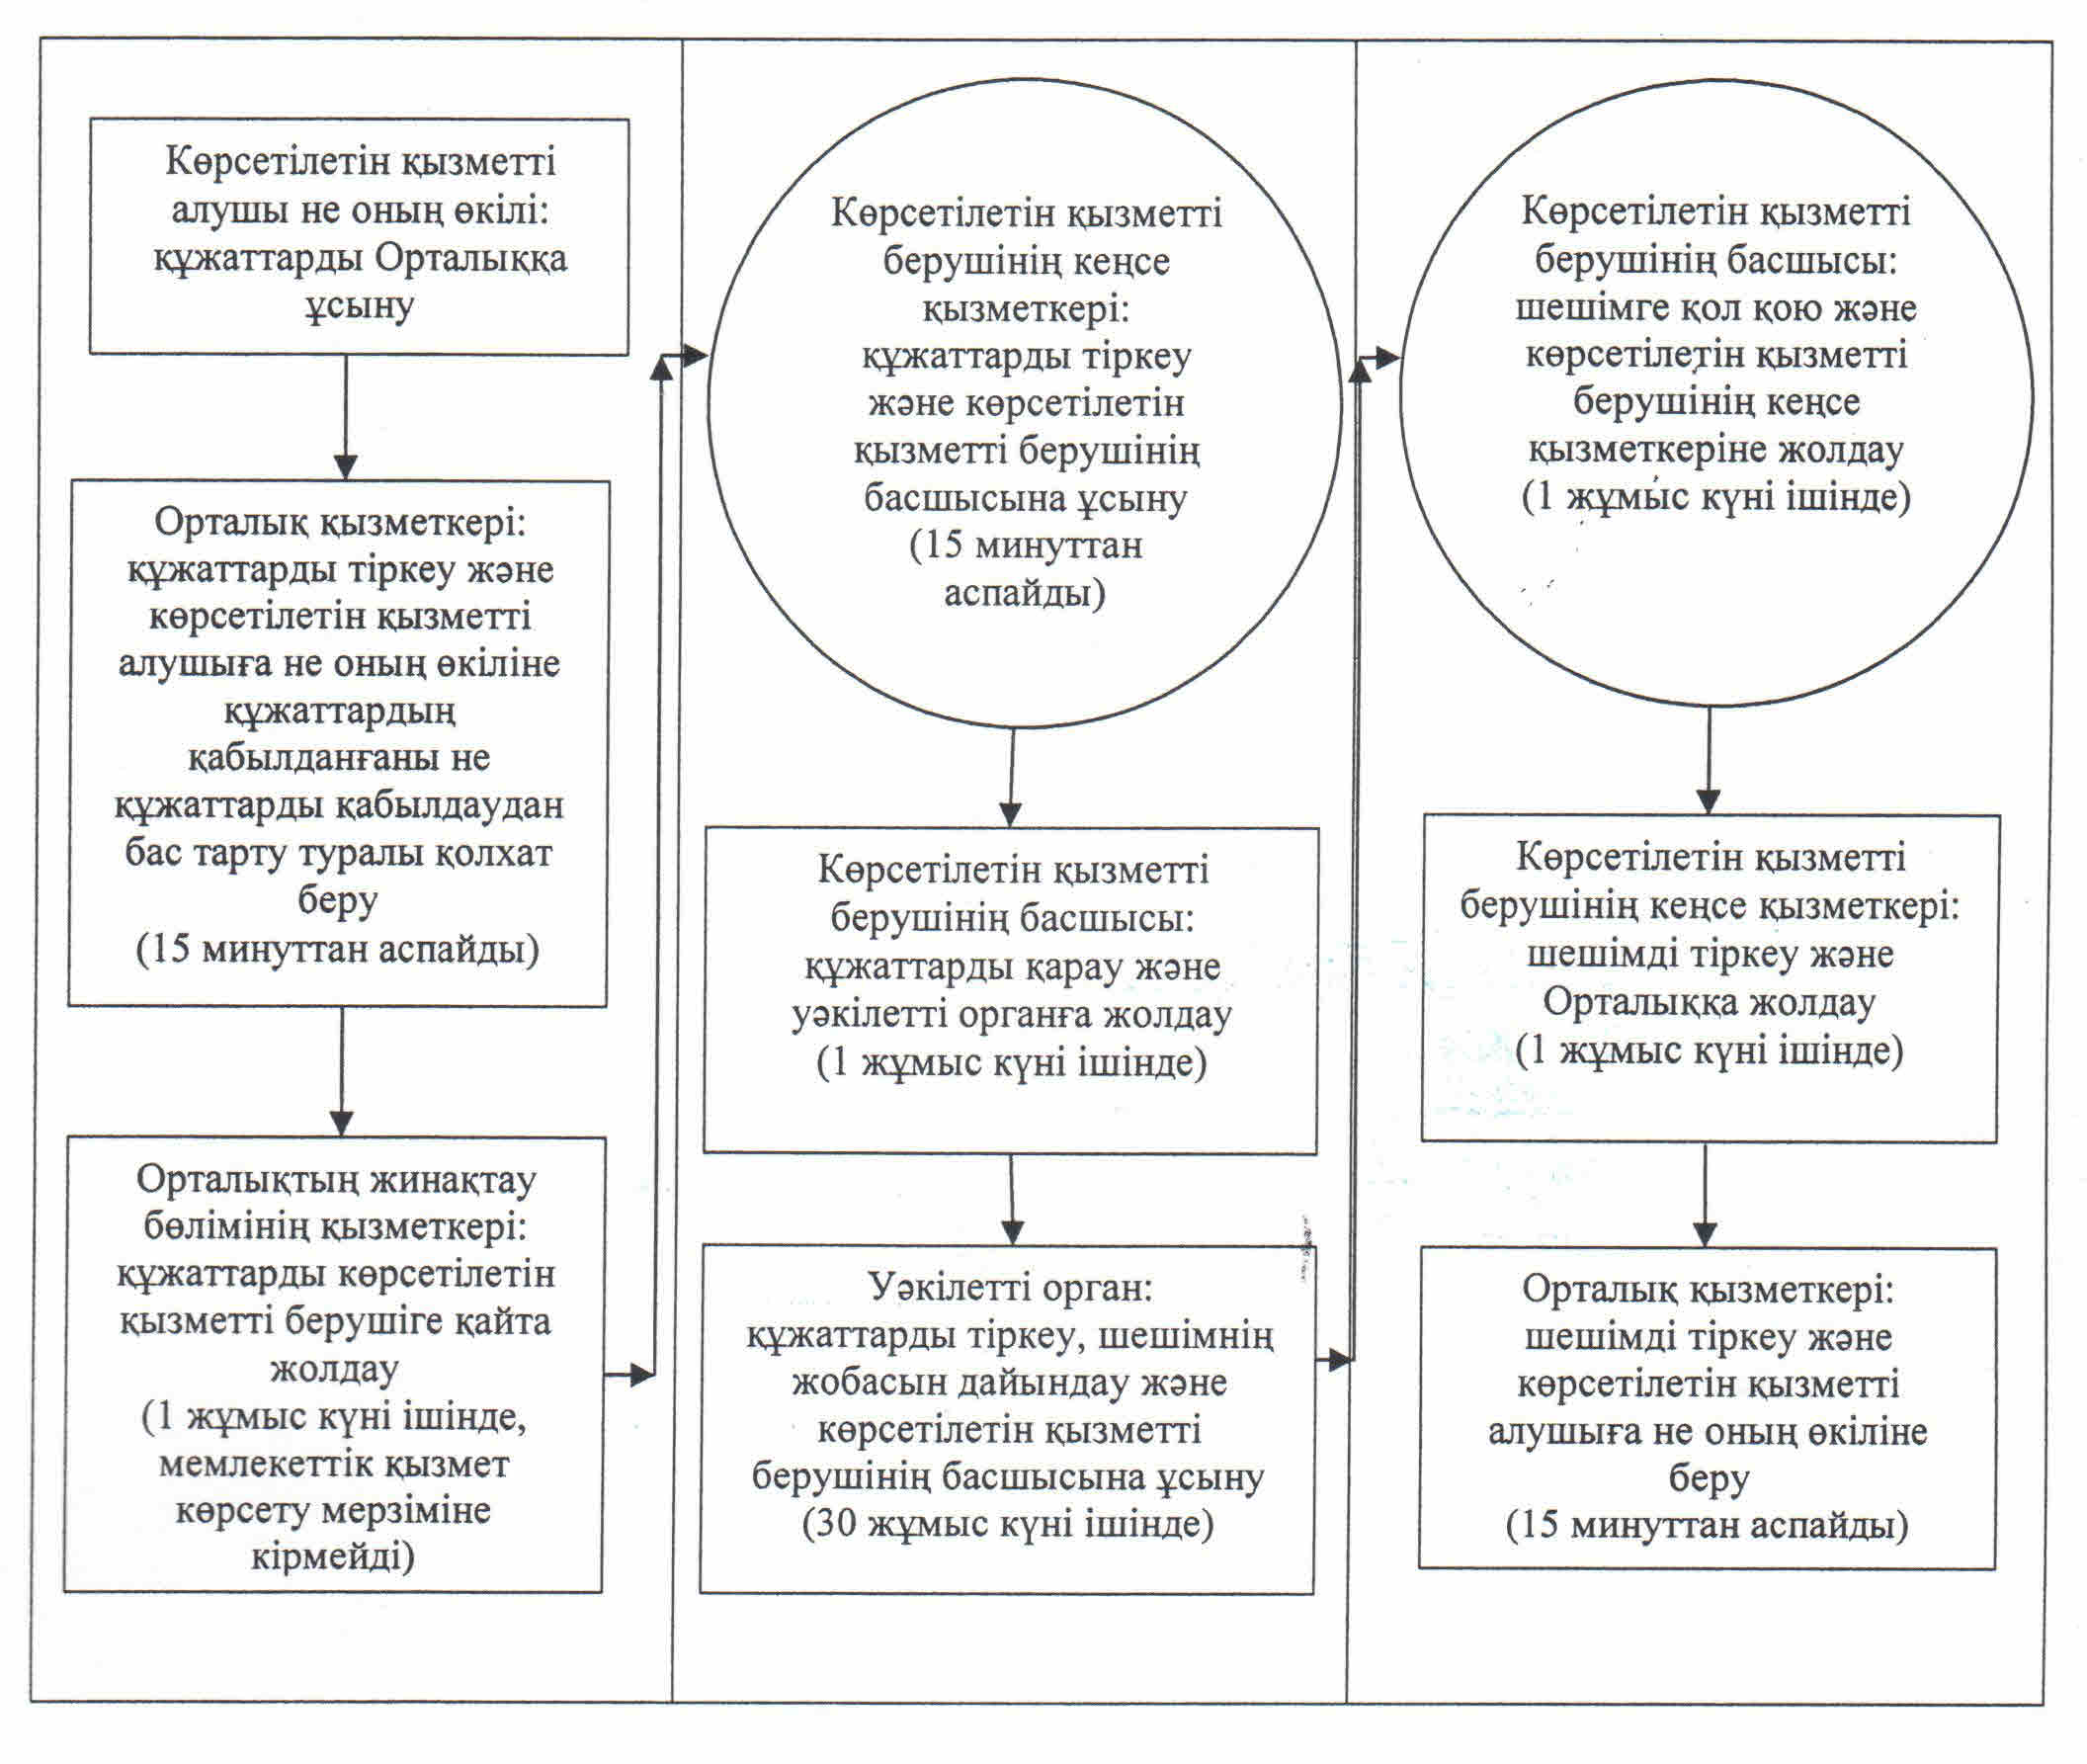 Көрсетілетін қызметті
алушы не оның өкілі:
құжаттарды Орталыққа
ұсыну
Орталық қызметкері:
құжаттарды тіркеу және
көрсетілетін қызметті
алушыға не оның өкіліне
құжаттардың
қабылданғаны не
құжаттарды қабылдаудан
бас тарту туралы қолхат
беру
(15 минуттан аспайды)
Орталықтың жинақтау
бөлімінің қызметкері:
құжаттарды көрсетілетін
қызметті берушіге қайта
жолдау
(1 жұмыс күні ішінде,
мемлекеттік қызмет
көрсету мерзіміне
кірмейді)
Көрсетілетін қызметті
берушінің кеңсе
қызметкері:
құжаттарды тіркеу
және көрсетілетін
қызметті берушінің
басшысына ұсыну
(15 минуттан
аспайды)
Көрсетілетін қызметті
берушінің басшысы:
құжаттарды қарау және
уәкілетті органға жолдау
(1 жұмыс күні ішінде)
Уәкілетті орган:
құжаттарды тіркеу, шешімнің
жобасын дайындау және
көрсетілетін қызметті
берушінің басшысына ұсыну
(30 жұмыс күні ішінде)
Көрсетілетін қызметті
берушінің басшысы:
шешімге қол қою және
көрсетілетін қызметті
берушінің кеңсе
қызметкеріне жолдау
(1 жұмыс күні ішінде)
Көрсетілетін қызметті
берушінің кеңсе қызметкері:
шешімді тіркеу және
Орталыққа жолдау
(1 жұмыс күні ішінде)
Орталық қызметкері:
шешімді тіркеу және
көрсетілетін қызметті
алушыға не оның өкіліне
беру
(15 минуттан аспайды)